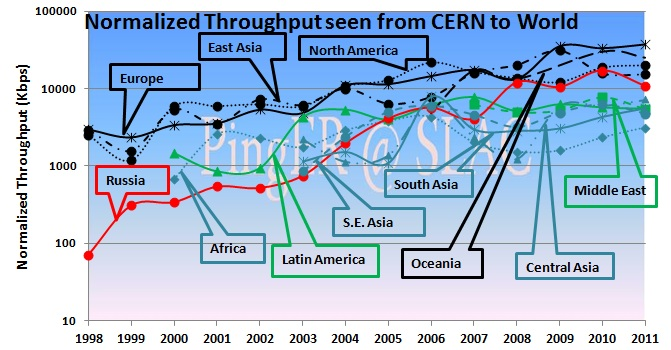 Normalized Throughput seen from CERN to World
Normalized Throughput (Kbps)
100000
10000
1000
100
10
PingER @ SLAC
North America
East Asia
Europe
Russia
Africa
Latin America
S.E. Asia
South Asia
Oceania
Central Asia
Middle East
1998 1999 2000 2001 2002 2003 2004 2005 2006 2007 2008 2009 2010 2011